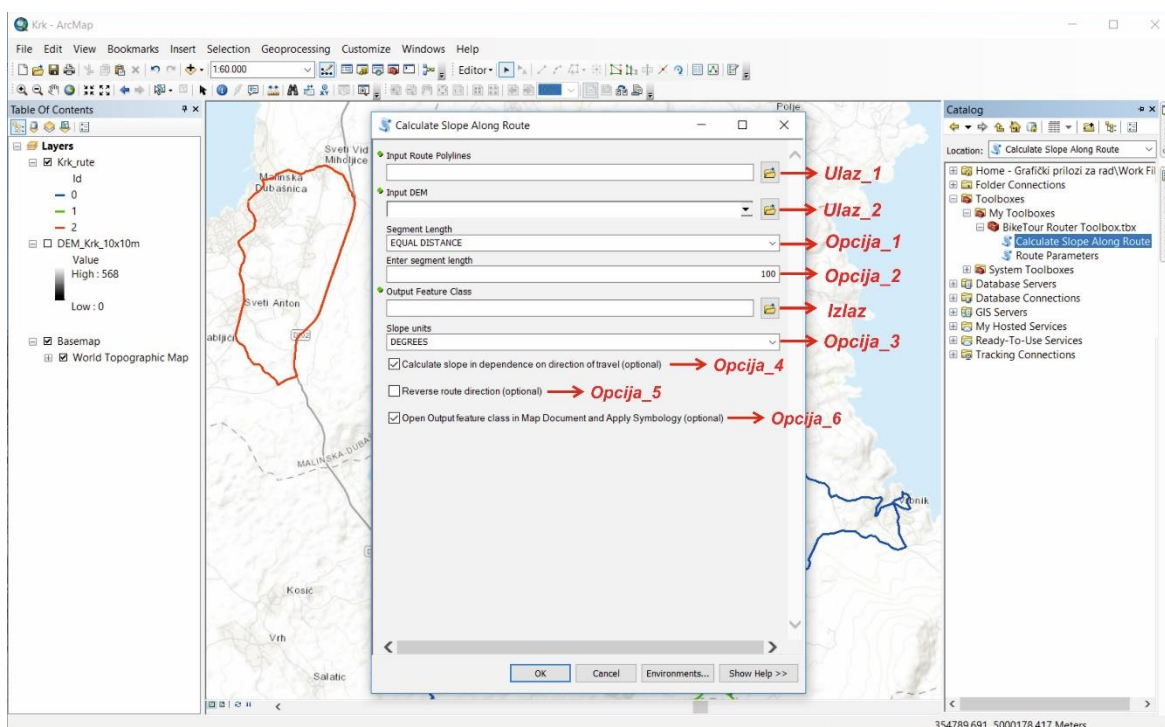 Krk - ArcMap
File Edit View Bookmarks Insert Selection Geoprocessing Customize Windows Help
1:60 000
Editor
Table Of Contents
Layers
Krk_rute
Id
0
1
2
DEM_Krk_10x10m
Value
High : 568
Low : 0
Basemap
World Topographic Map
Polje
Sveti Vid
Miholjice
Malinska
Dubašnica
Sveti Anton
Kosić
Vrh
Salatic
Calculate Slope Along Route
Input Route Polylines
Ulaz_1
Input DEM
Ulaz_2
Segment Length
EQUAL DISTANCE
Opcija_1
Enter segment length
100
Opcija_2
Output Feature Class
Izlaz
Slope units
DEGREES
Opcija_3
Calculate slope in dependence on direction of travel (optional)
Opcija_4
Reverse route direction (optional)
Opcija_5
Open Output feature class in Map Document and Apply Symbology (optional)
Opcija_6
OK Cancel Environments... Show Help >>
Catalog
Location: Calculate Slope Along Route
Home - Grafički prilozi za rad\Work Fil
Folder Connections
Toolboxes
My Toolboxes
BikeTour Router Toolbox.tbx
Calculate Slope Along Route
Route Parameters
System Toolboxes
Database Servers
Database Connections
GIS Servers
My Hosted Services
Ready-To-Use Services
Tracking Connections
354789,691 5000178,417 Meters